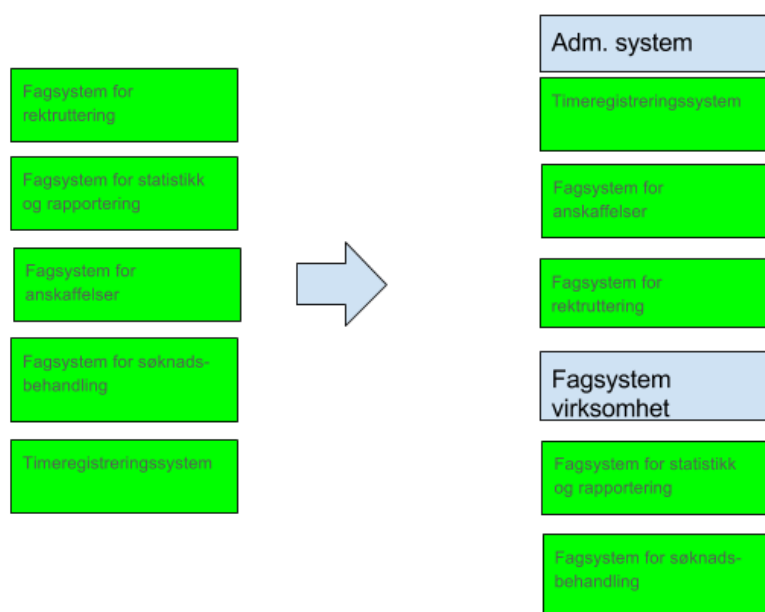 Fagsystem for
rektruttering
Fagsystem for statistikk
og rapportering
Fagsystem for
anskaffelser
Fagsystem for søknads-
behandling
Timeregistreringssystem
Adm. system
Timeregistreringssystem
Fagsystem for
anskaffelser
Fagsystem for
rektruttering
Fagsystem
virksomhet
Fagsystem for statistikk
og rapportering
Fagsystem for søknads-
behandling